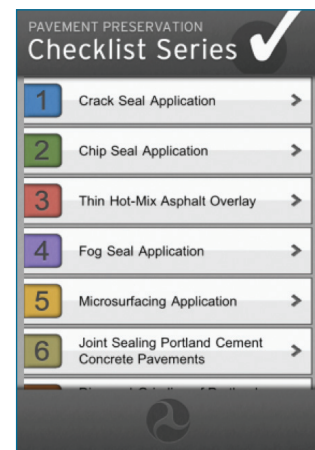 PAVEMENT PRESERVATION
Checklist Series
1 Crack Seal Application
2 Chip Seal Application
3 Thin Hot-Mix Asphalt Overlay
4 Fog Seal Application
5 Microsurfacing Application
6 Joint Sealing Portland Cement
Concrete Pavements